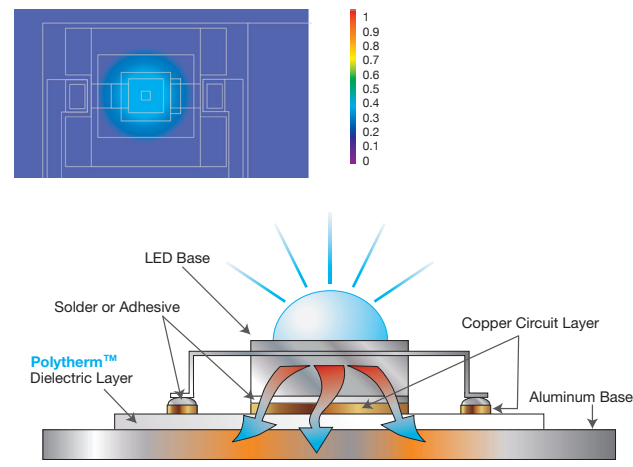 1
0.9
0.8
0.7
0.6
0.5
0.4
0.3
0.2
0.1
0
LED Base
Solder or Adhesive
Copper Circuit Layer
Polytherm™
Dielectric Layer
Aluminum Base